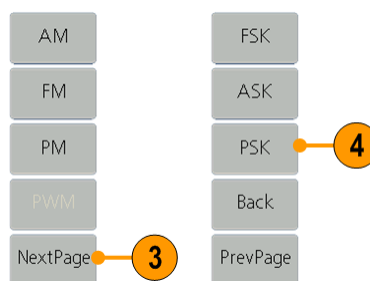 AM
FM
PM
PWM
NextPage
3
FSK
ASK
PSK
4
Back
PrevPage